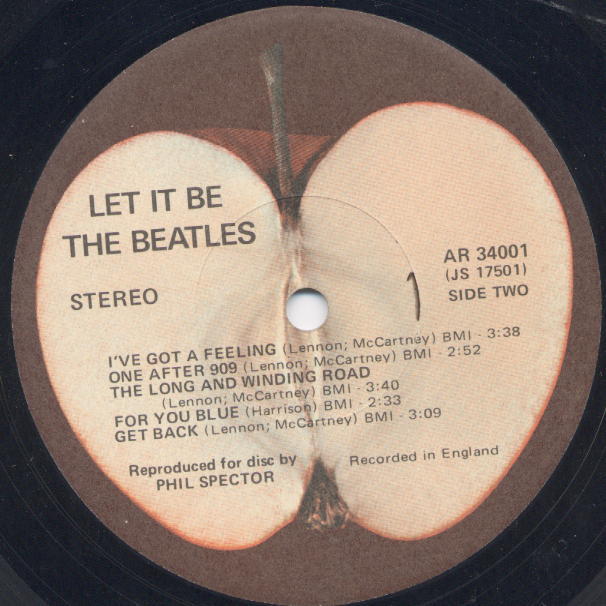 LET IT BE
THE BEATLES
STEREO
AR 34001
(JS 17501)
SIDE TWO
I'VE GOT A FEELING (Lennon; McCartney) BMI - 3:38
ONE AFTER 909 (Lennon; McCartney) BMI - 2:52
THE LONG AND WINDING ROAD
(Lennon; McCartney) BMI - 3:40
FOR YOU BLUE (Harrison) BMI - 2:33
GET BACK (Lennon; McCartney) BMI - 3:09
Reproduced for disc by
PHIL SPECTOR
Recorded in England